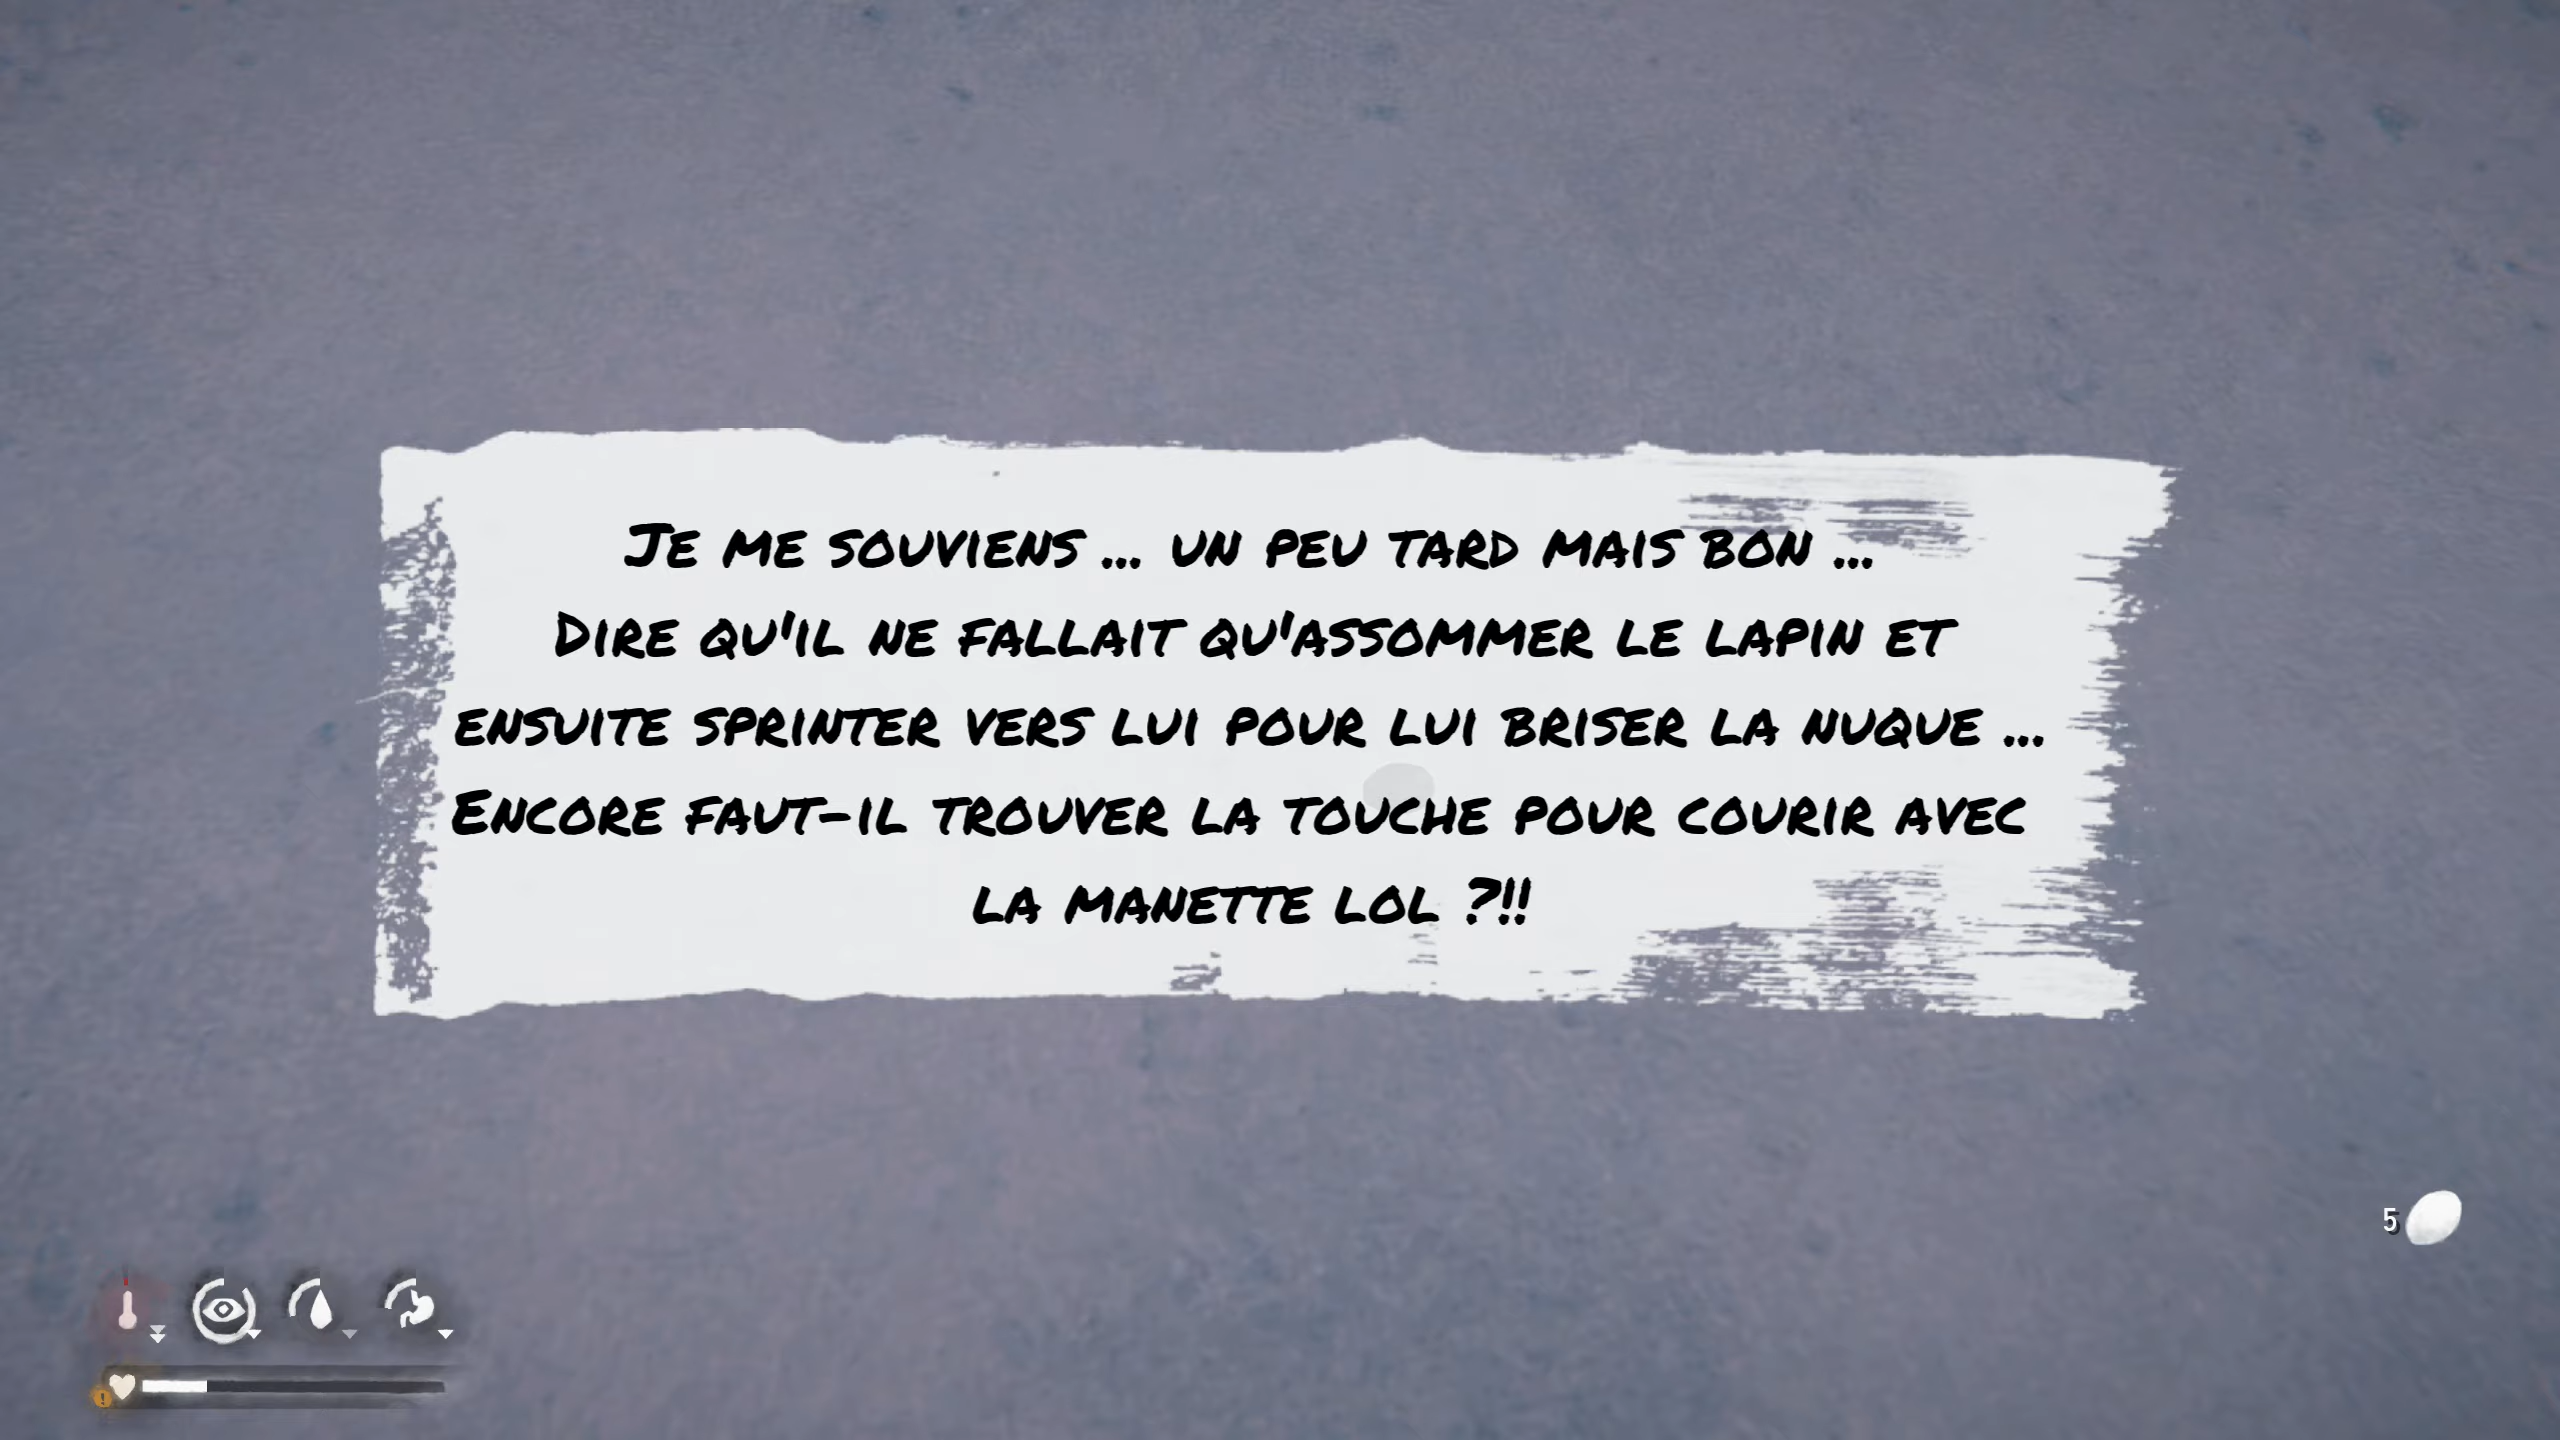 Je me souviens ... un peu tard mais bon ...
Dire qu'il ne fallait qu'assommer le lapin et
ensuite sprinter vers lui pour lui briser la nuque ...
Encore faut-il trouver la touche pour courir avec
la manette lol ?!!
5